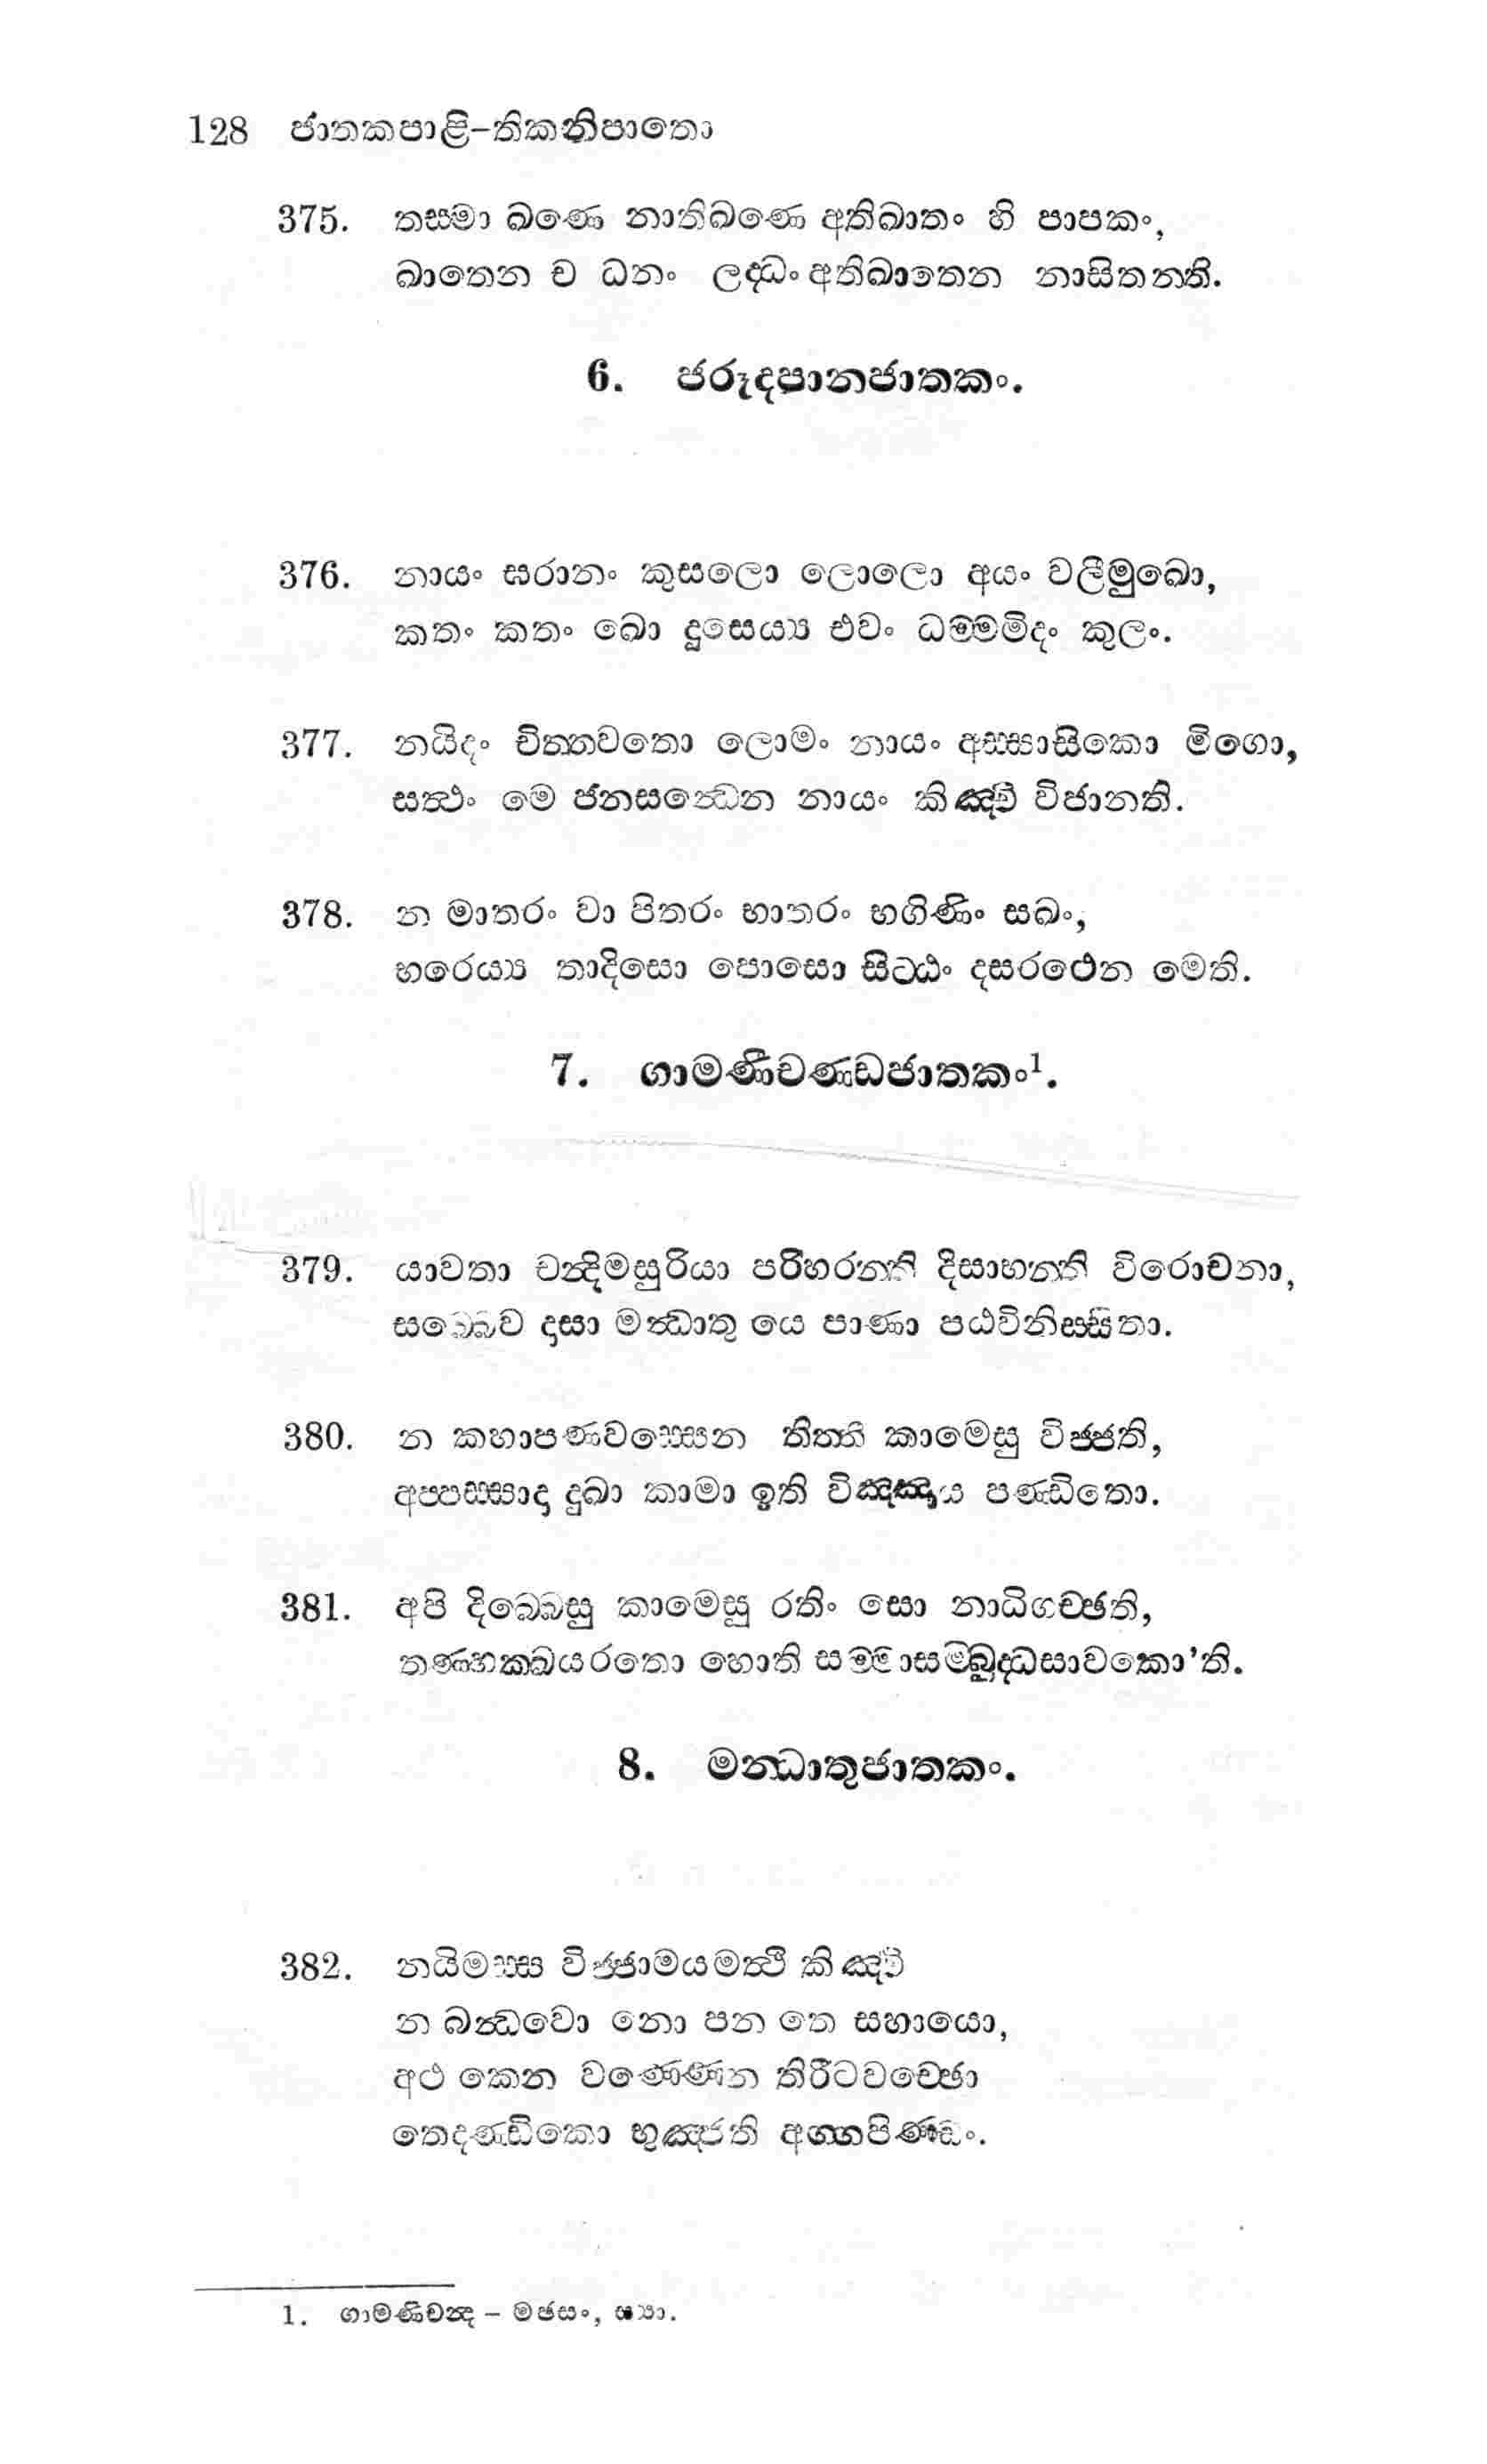 128 ජාතකපාළි-තිකනිපාතො
375. තස්මා ඛණෙ නාතිඛණෙ අතිඛාතං හි පාපකං,
ඛාතෙන ච ධනං ලද්ධං අතිඛාතෙන නාසිතන්ති.
6. ජරූදපානජාතකං.
376. නායං ඝරානං කුසලො ලොලො අයං වලීමුඛො,
කතං කතං ඛො දූසෙය්‍ය එවං ධම්මමිදං කුලං.
377. නයිදං චිත්තවතො ලොමං නායං අස්සාසිකො මිගො,
සත්‍ථං මෙ ජනසන්‍ධෙන නායං කිඤ්චි විජානති.
378. න මාතරං වා පිතරං භාතරං භගිණිං සඛං,
භරෙය්‍ය තාදිසො පොසො සිට්ඨං දසරථෙන මෙති.
7. ගාමණීචණ්ඩජාතකං1.
379. යාවතා චන්‍දිමසුරියා පරිහරන්ති දිසාභන්ති විරොචනා,
සබ්බෙව දාසා මන්‍ධාතු යෙ පාණා පඨවිනිස්සිතා.
380. න කහාපණවස්සෙන තිත්ති කාමෙසු විජ්ජති,
අප්පස්සාදා දුඛා කාමා ඉති විඤ්ඤාය පණ්ඩිතො.
381. අපි දිබ්බෙසු කාමෙසු රතිං සො නාධිගච්ඡති,
තණ්හක්ඛයරතො හොති සම්මාසම්බුද්ධසාවකො'ති.
8. මන්‍ධාතුජාතකං.
382. නයිමස්ස විජ්ජාමයමත්‍ථි කිඤ්චි
න බන්‍ධවො නො පන තෙ සහායො,
අථ කෙන වණ්ණෙන තිරීටවච්ඡො
තෙදණ්ඩිකො භුඤ්ජති අග්ගපිණ්ඩං.
1. ගාමණිචන්‍ද - මඡසං, ස්‍යා.